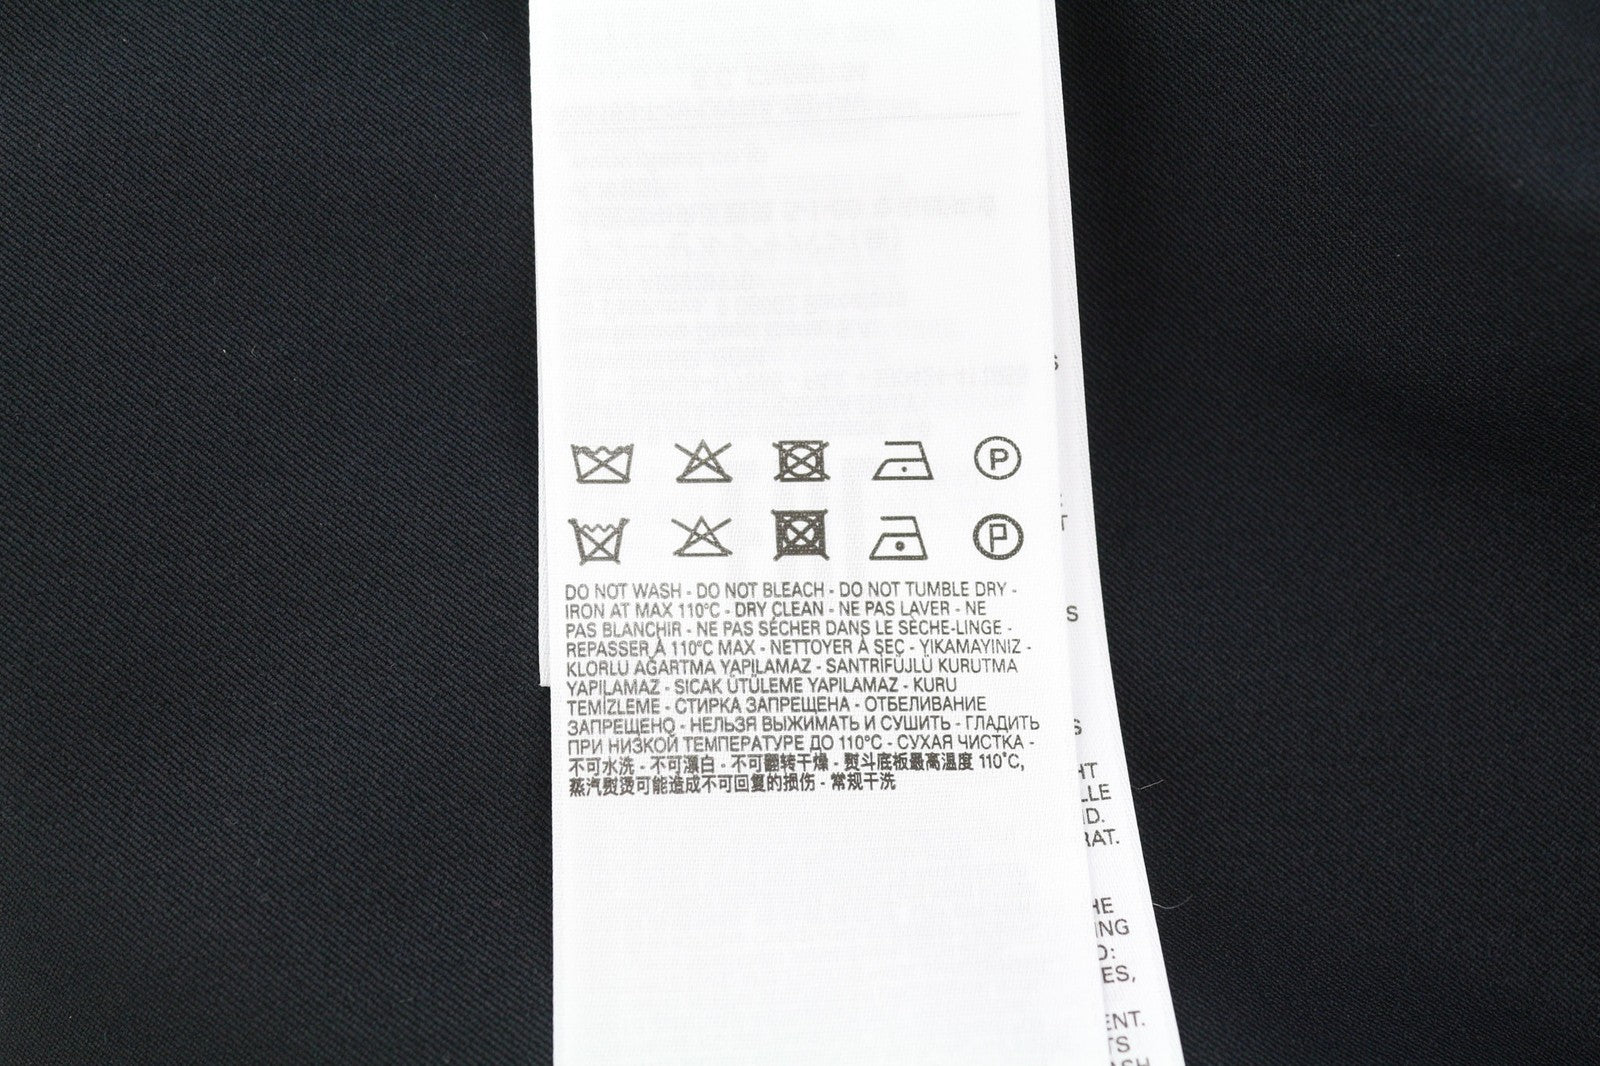 P
P
DO NOT WASH - DO NOT BLEACH - DO NOT TUMBLE DRY -
IRON AT MAX 110°C - DRY CLEAN - NE PAS LAVER - NE
PAS BLANCHIR - NE PAS SÉCHER DANS LE SÈCHE-LINGE -
REPASSER À 110°C MAX - NETTOYER À SEC - YIKAMAYINIZ -
KLORLU AĞARTMA YAPILAMAZ - SANTRİFÜJLÜ KURUTMA
YAPILAMAZ - SICAK ÜTÜLEME YAPILAMAZ - KURU
TEMİZLEME - СТИРКА ЗАПРЕЩЕНА - ОТБЕЛИВАНИЕ
ЗАПРЕЩЕНО - НЕЛЬЗЯ ВЫЖИМАТЬ И СУШИТЬ - ГЛАДИТЬ
ПРИ НИЗКОЙ ТЕМПЕРАТУРЕ ДО 110°C - СУХАЯ ЧИСТКА -
不可水洗 - 不可漂白 - 不可翻转干燥 - 熨斗底板最高温度 110°C,
蒸汽熨烫可能造成不可回复的损伤 - 常规干洗